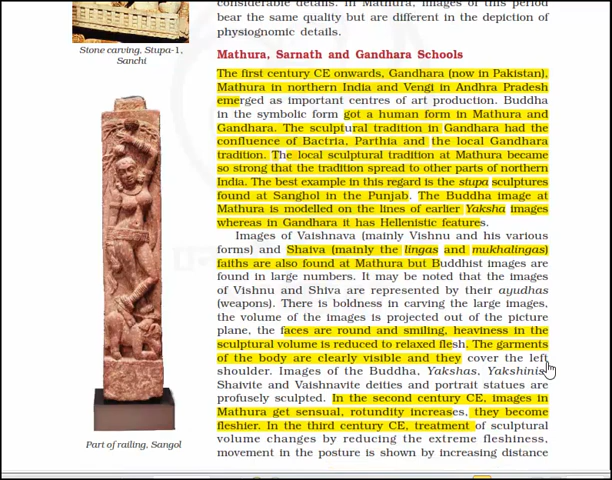 considerable details. In Mathura, images of this period
bear the same quality but are different in the depiction of
physiognomic details.
Stone carving, Stupa-1,
Sanchi
Mathura, Sarnath and Gandhara Schools
The first century CE onwards, Gandhara (now in Pakistan),
Mathura in northern India and Vengi in Andhra Pradesh
emerged as important centres of art production. Buddha
in the symbolic form got a human form in Mathura and
Gandhara. The sculptural tradition in Gandhara had the
confluence of Bactria, Parthia and the local Gandhara
tradition. The local sculptural tradition at Mathura became
so strong that the tradition spread to other parts of northern
India. The best example in this regard is the stupa sculptures
found at Sanghol in the Punjab. The Buddha image at
Mathura is modelled on the lines of earlier Yaksha images
whereas in Gandhara it has Hellenistic features.
Images of Vaishnava (mainly Vishnu and his various
forms) and Shaiva (mainly the lingas and mukhalingas)
faiths are also found at Mathura but Buddhist images are
found in large numbers. It may be noted that the images
of Vishnu and Shiva are represented by their ayudhas
(weapons). There is boldness in carving the large images,
the volume of the images is projected out of the picture
plane, the faces are round and smiling, heaviness in the
sculptural volume is reduced to relaxed flesh. The garments
of the body are clearly visible and they cover the left
shoulder. Images of the Buddha, Yakshas, Yakshinis,
Shaivite and Vaishnavite deities and portrait statues are
profusely sculpted. In the second century CE, images in
Mathura get sensual, rotundity increases, they become
fleshier. In the third century CE, treatment of sculptural
volume changes by reducing the extreme fleshiness,
movement in the posture is shown by increasing distance
Part of railing, Sangol